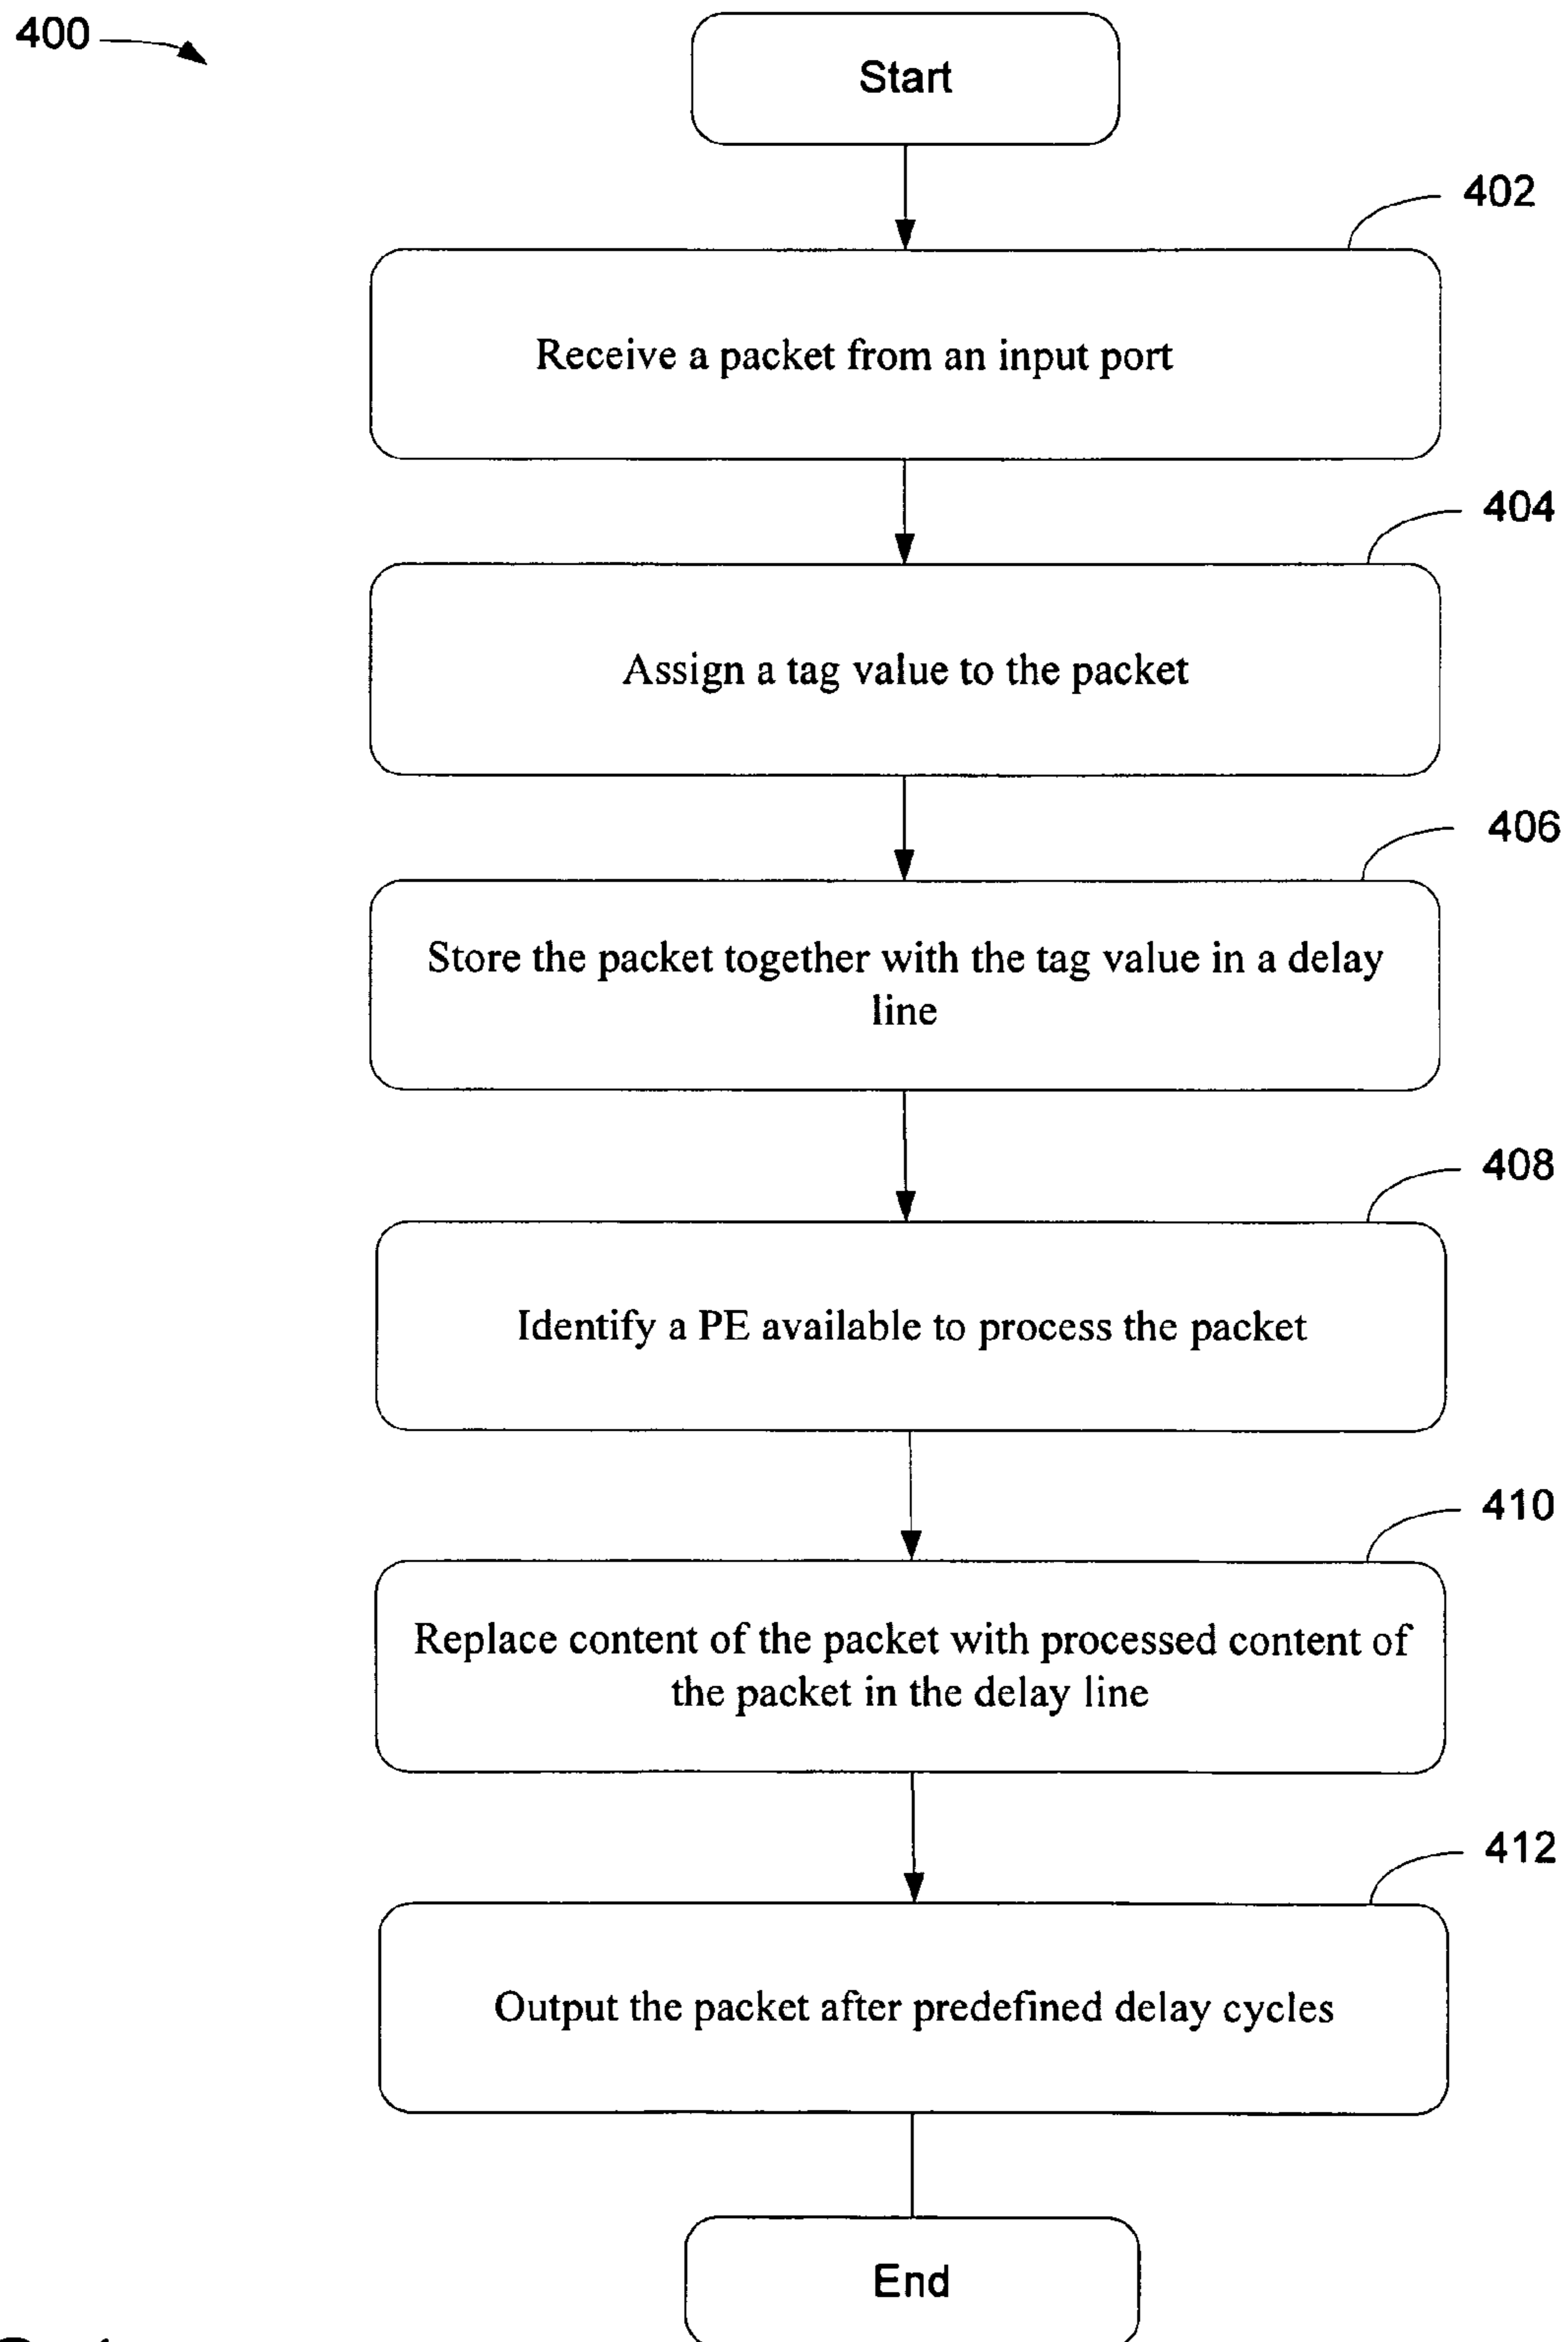 400
Start
402
Receive a packet from an input port
404
Assign a tag value to the packet
406
Store the packet together with the tag value in a delay
line
408
Identify a PE available to process the packet
410
Replace content of the packet with processed content of
the packet in the delay line
412
Output the packet after predefined delay cycles
End